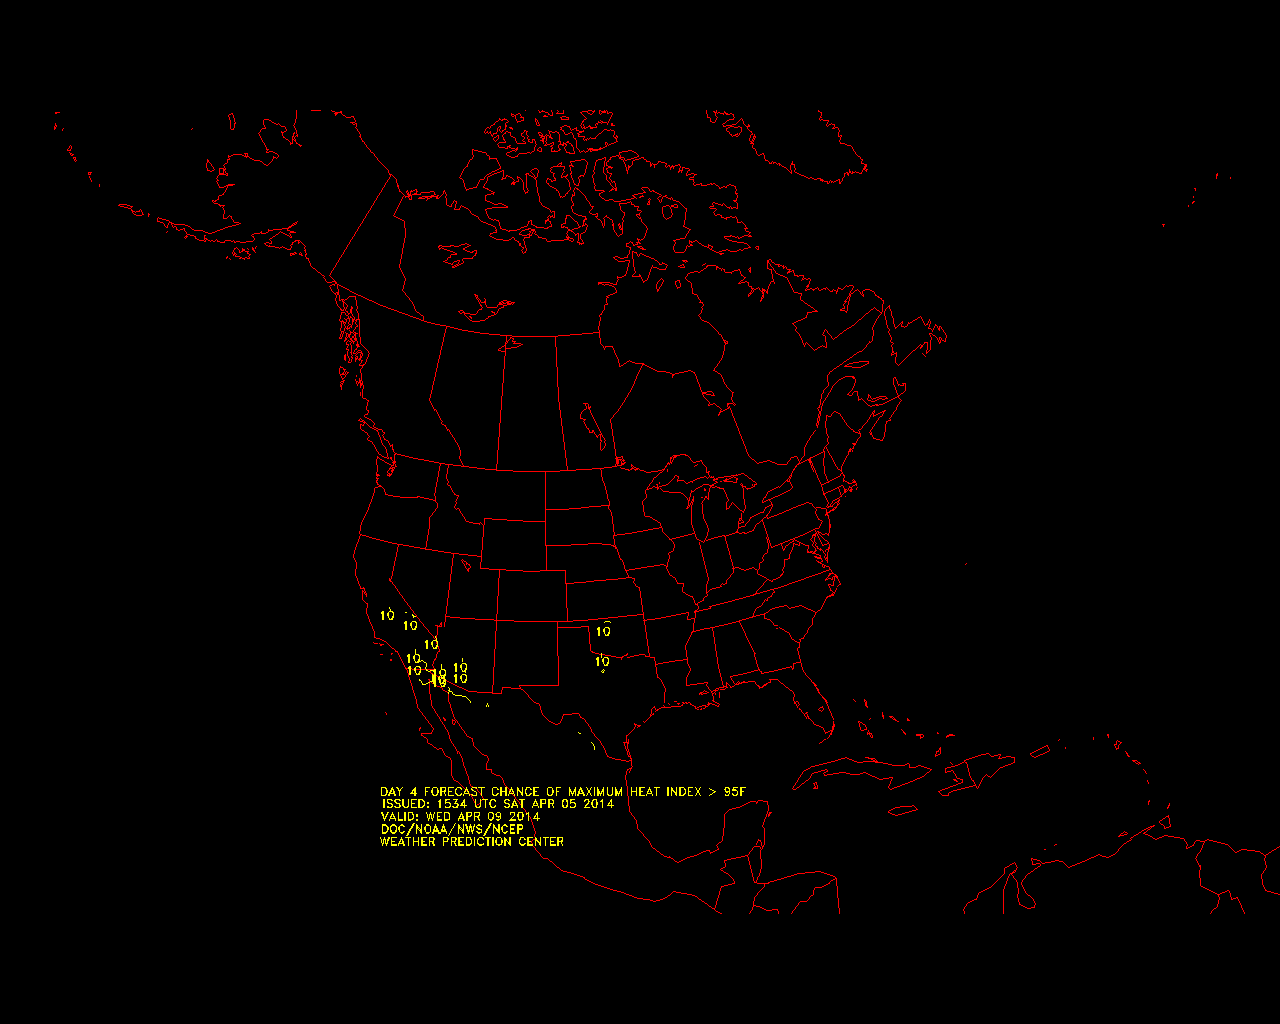 10
10
10
10
10
10
10
10
10
10
10
DAY 4 FORECAST CHANCE OF MAXIMUM HEAT INDEX > 95F
ISSUED: 1534 UTC SAT APR 05 2014
VALID: WED APR 09 2014
DOC/NOAA/NWS/NCEP
WEATHER PREDICTION CENTER